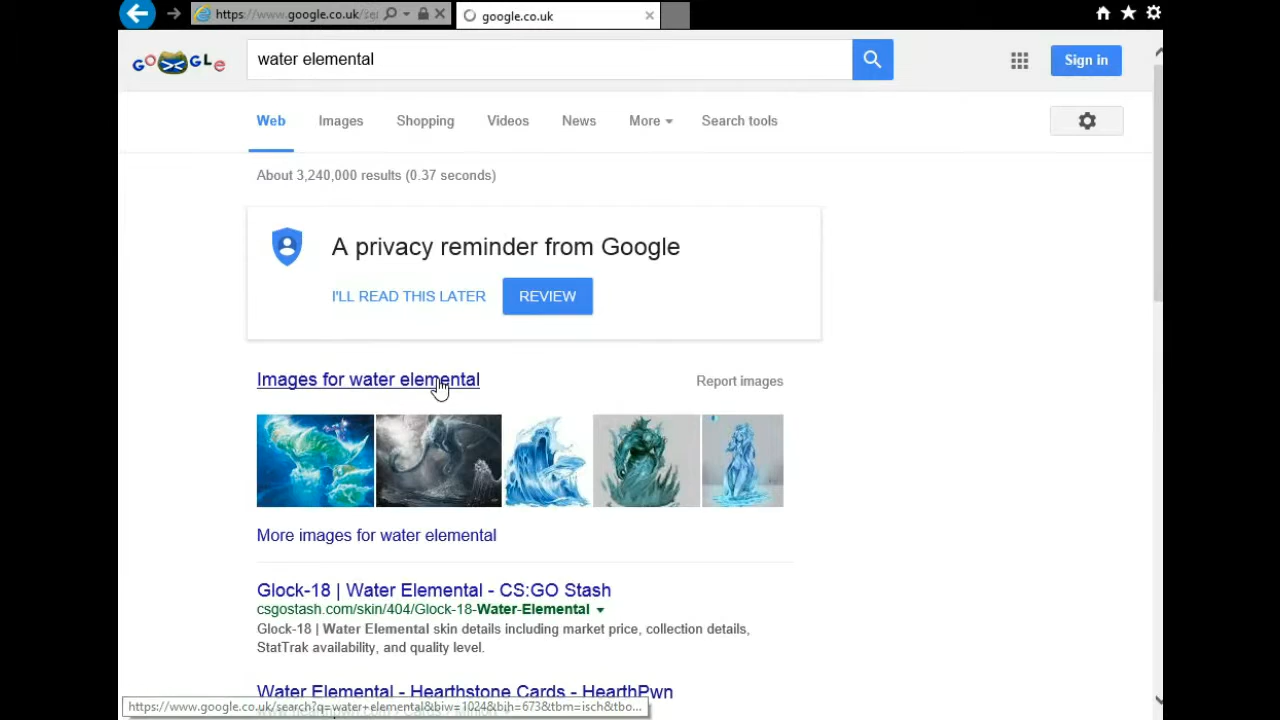 https://www.google.co.uk/
google.co.uk
GOOGLE
water elemental
Sign in
Web
Images
Shopping
Videos
News
More
Search tools
About 3,240,000 results (0.37 seconds)
A privacy reminder from Google
I'LL READ THIS LATER
REVIEW
Images for water elemental
Report images
More images for water elemental
Glock-18 | Water Elemental - CS:GO Stash
csgostash.com/skin/404/Glock-18-Water-Elemental
Glock-18 | Water Elemental skin details including market price, collection details,
StatTrak availability, and quality level.
Water Elemental - Hearthstone Cards - HearthPwn
https://www.google.co.uk/search?q=water+elemental&biw=1024&bih=673&tbm=isch&tbo...